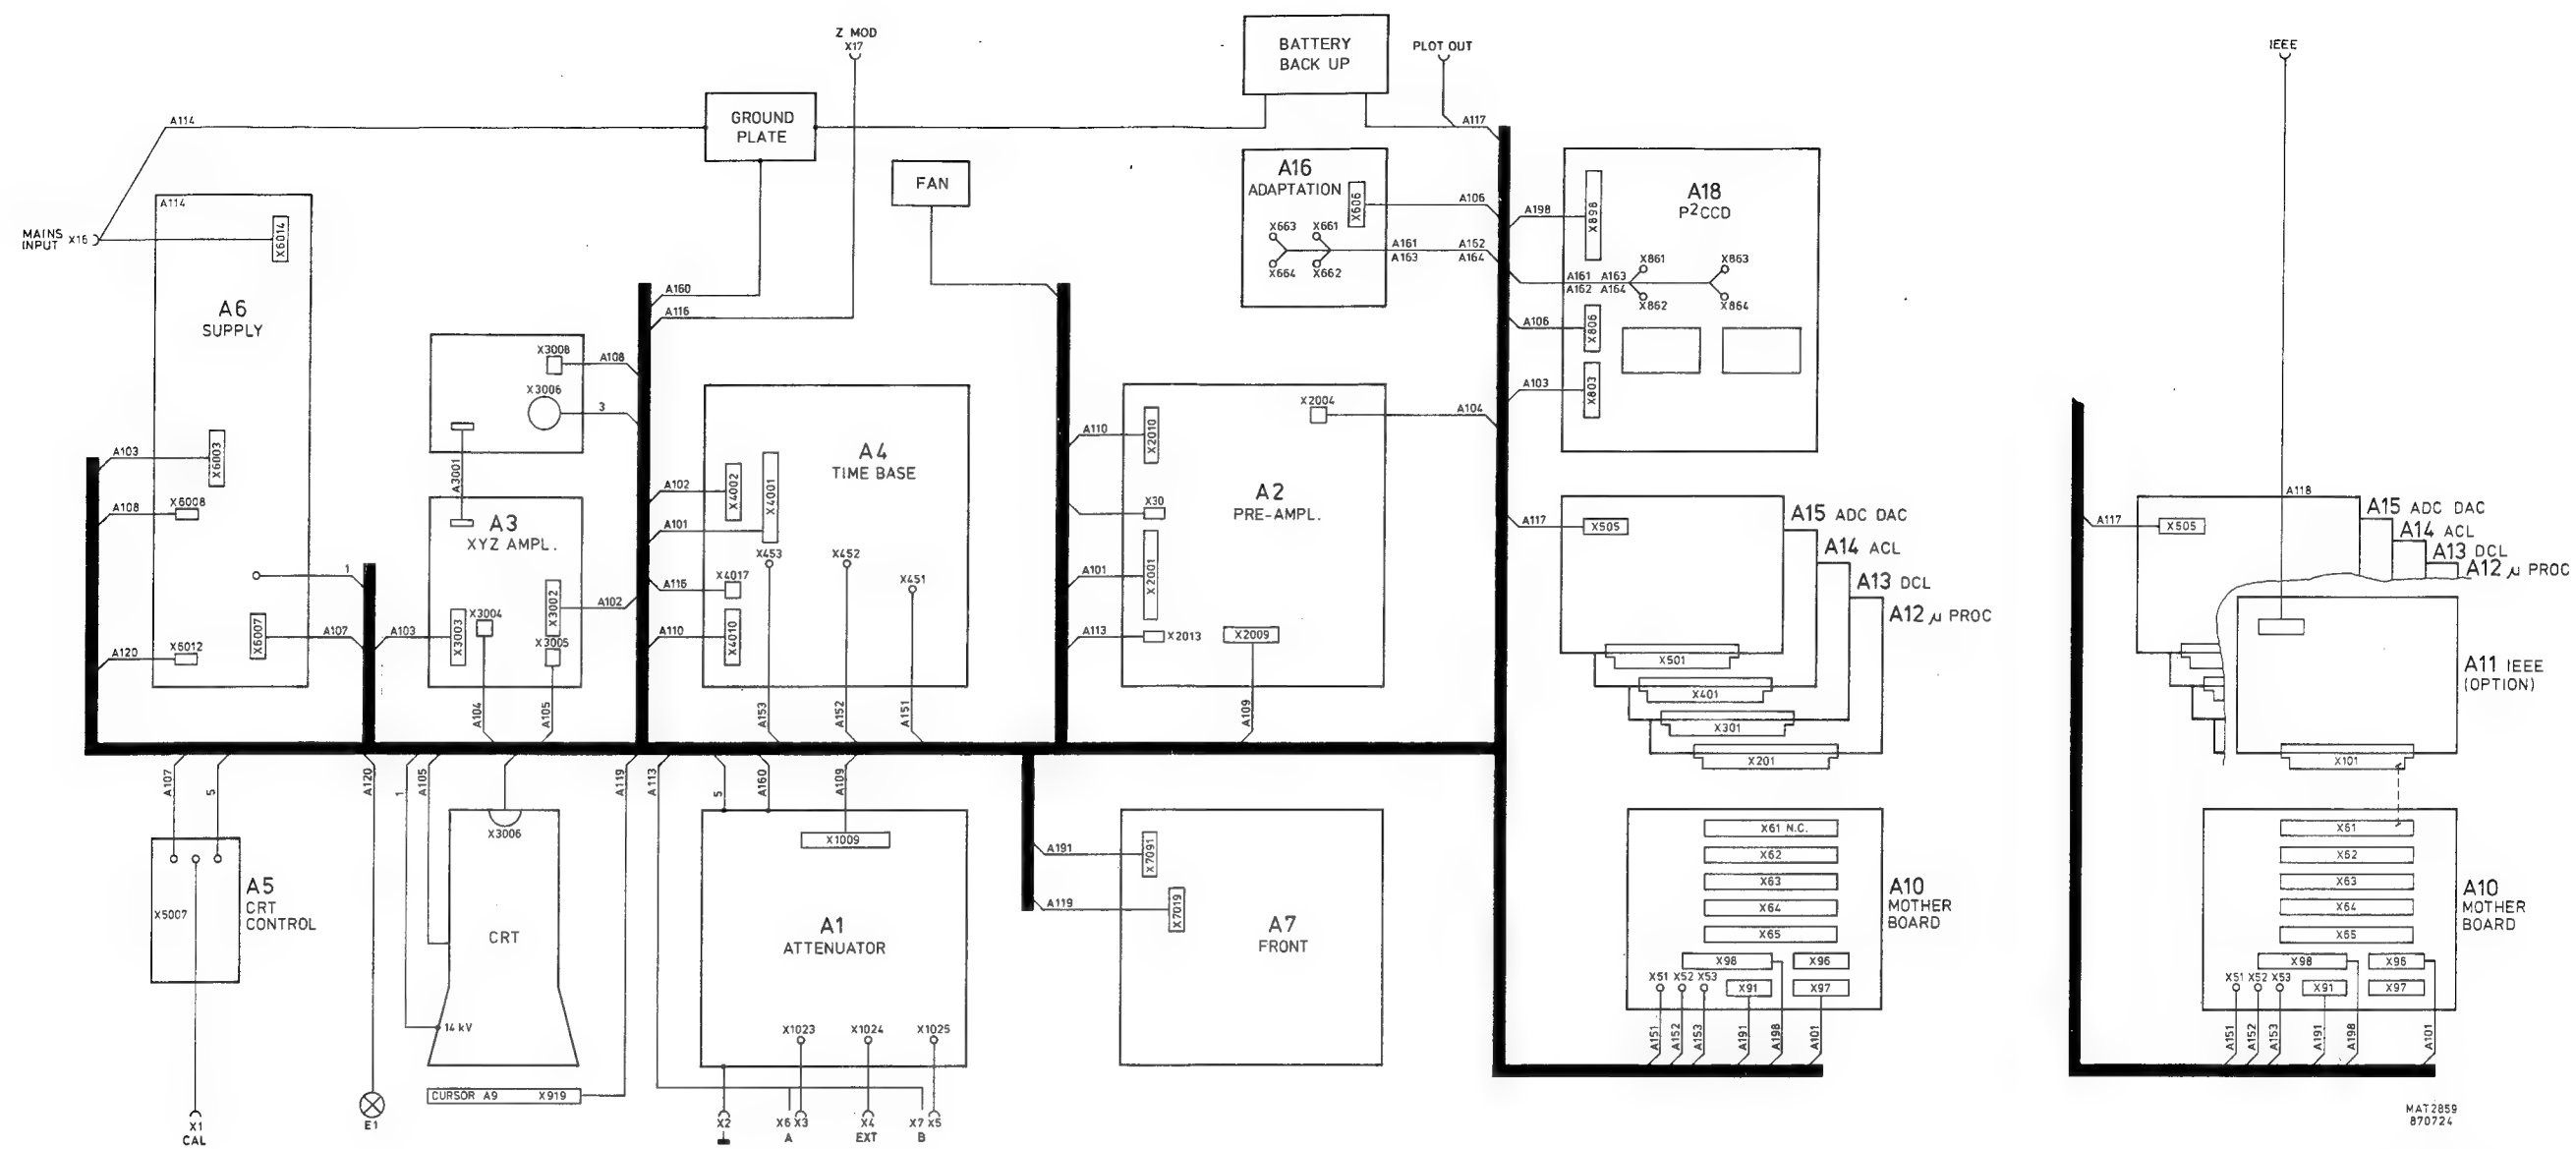 Z MOD
X17
BATTERY
BACK UP
PLOT OUT
IEEE
A114
GROUND
PLATE
A117
FAN
A16
ADAPTATION
X606
A106
X663
X661
X664
X662
A161
A163
A152
A164
A18
P2CCD
A198
X898
A161
A162
A163
A164
X861
X862
X863
X864
A106
X806
A103
X803
MAINS
INPUT
X16
A114
X6014
A6
SUPPLY
A103
X6003
A108
X6008
1
X6007
A107
A120
X6012
A160
A116
X3008
A108
X3006
3
A3001
A3
XYZ AMPL.
A103
X3003
X3004
X3002
A102
X3005
A104
A105
A4
TIME BASE
A102
X4002
X4001
A101
X453
X452
X451
A116
X4017
A110
X4010
A153
A152
A151
A2
PRE-AMPL.
X2004
A104
A110
X2010
X30
A101
X2001
A113
X2013
X2009
A109
A117
X505
A15 ADC DAC
A14 ACL
A13 DCL
A12 μ PROC
X501
X401
X301
X201
A118
A117
X505
A15 ADC DAC
A14 ACL
A13 DCL
A12 μ PROC
A11 IEEE
(OPTION)
X101
A107
5
A120
1
A105
A119
A113
5
A160
A109
X5007
A5
CRT
CONTROL
X1
CAL
E1
X3006
CRT
14 kV
CURSOR A9
X919
X1009
A1
ATTENUATOR
X1023
X1024
X1025
X2
X6 X3
A
X4
EXT
X7 X5
B
A191
X7091
A119
X7019
A7
FRONT
X61 N.C.
X62
X63
X64
X65
X98
X96
X51 X52 X53
X91
X97
A10
MOTHER
BOARD
A151
A152
A153
A191
A198
A101
X61
X62
X63
X64
X65
X98
X96
X51 X52 X53
X91
X97
A10
MOTHER
BOARD
A151
A152
A153
A191
A198
A101
MAT2859
870724